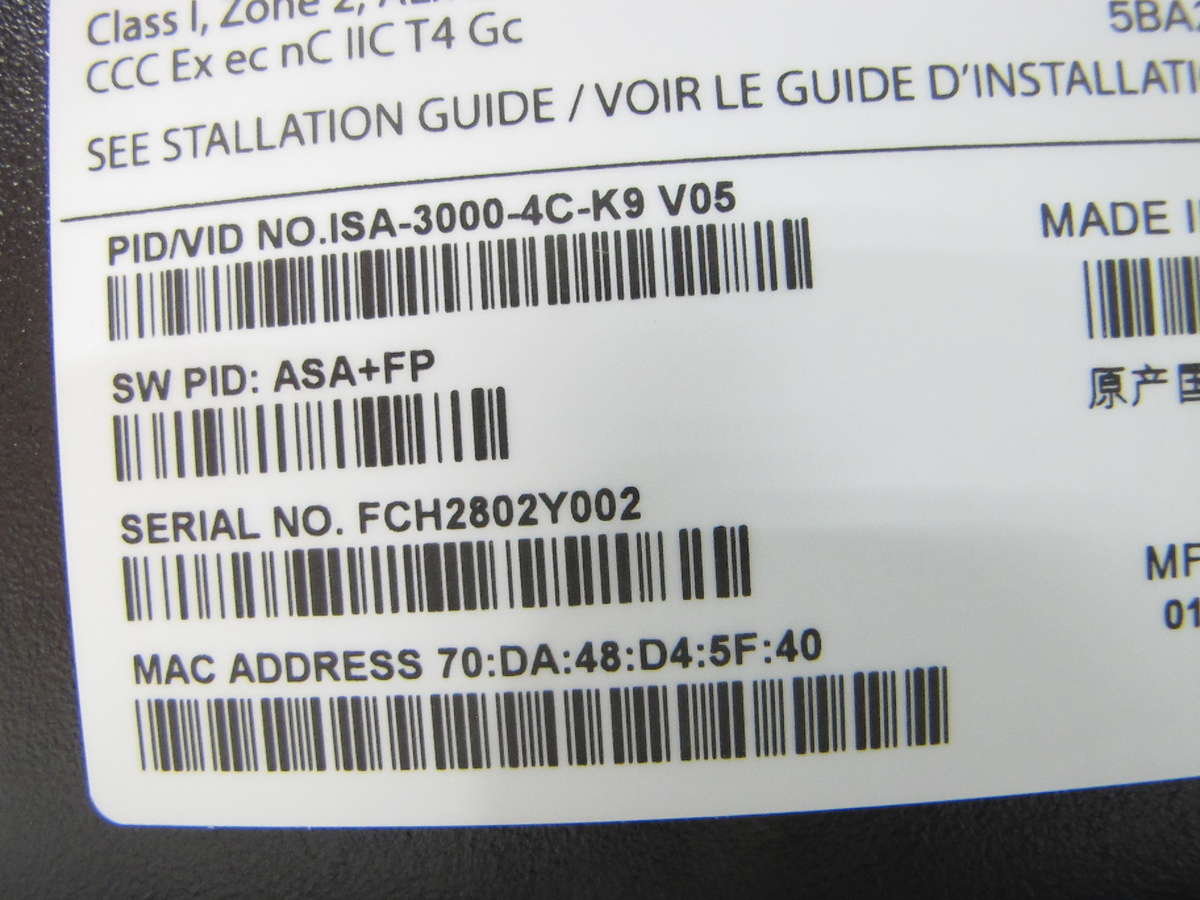 Class I, Zone 2,
5BA2
CCC Ex ec nC IIC T4 Gc
SEE STALLATION GUIDE / VOIR LE GUIDE D'INSTALLATI
PID/VID NO.ISA-3000-4C-K9 V05
MADE
SW PID: ASA+FP
原产国
SERIAL NO. FCH2802Y002
MF
01
MAC ADDRESS 70:DA:48:D4:5F:40